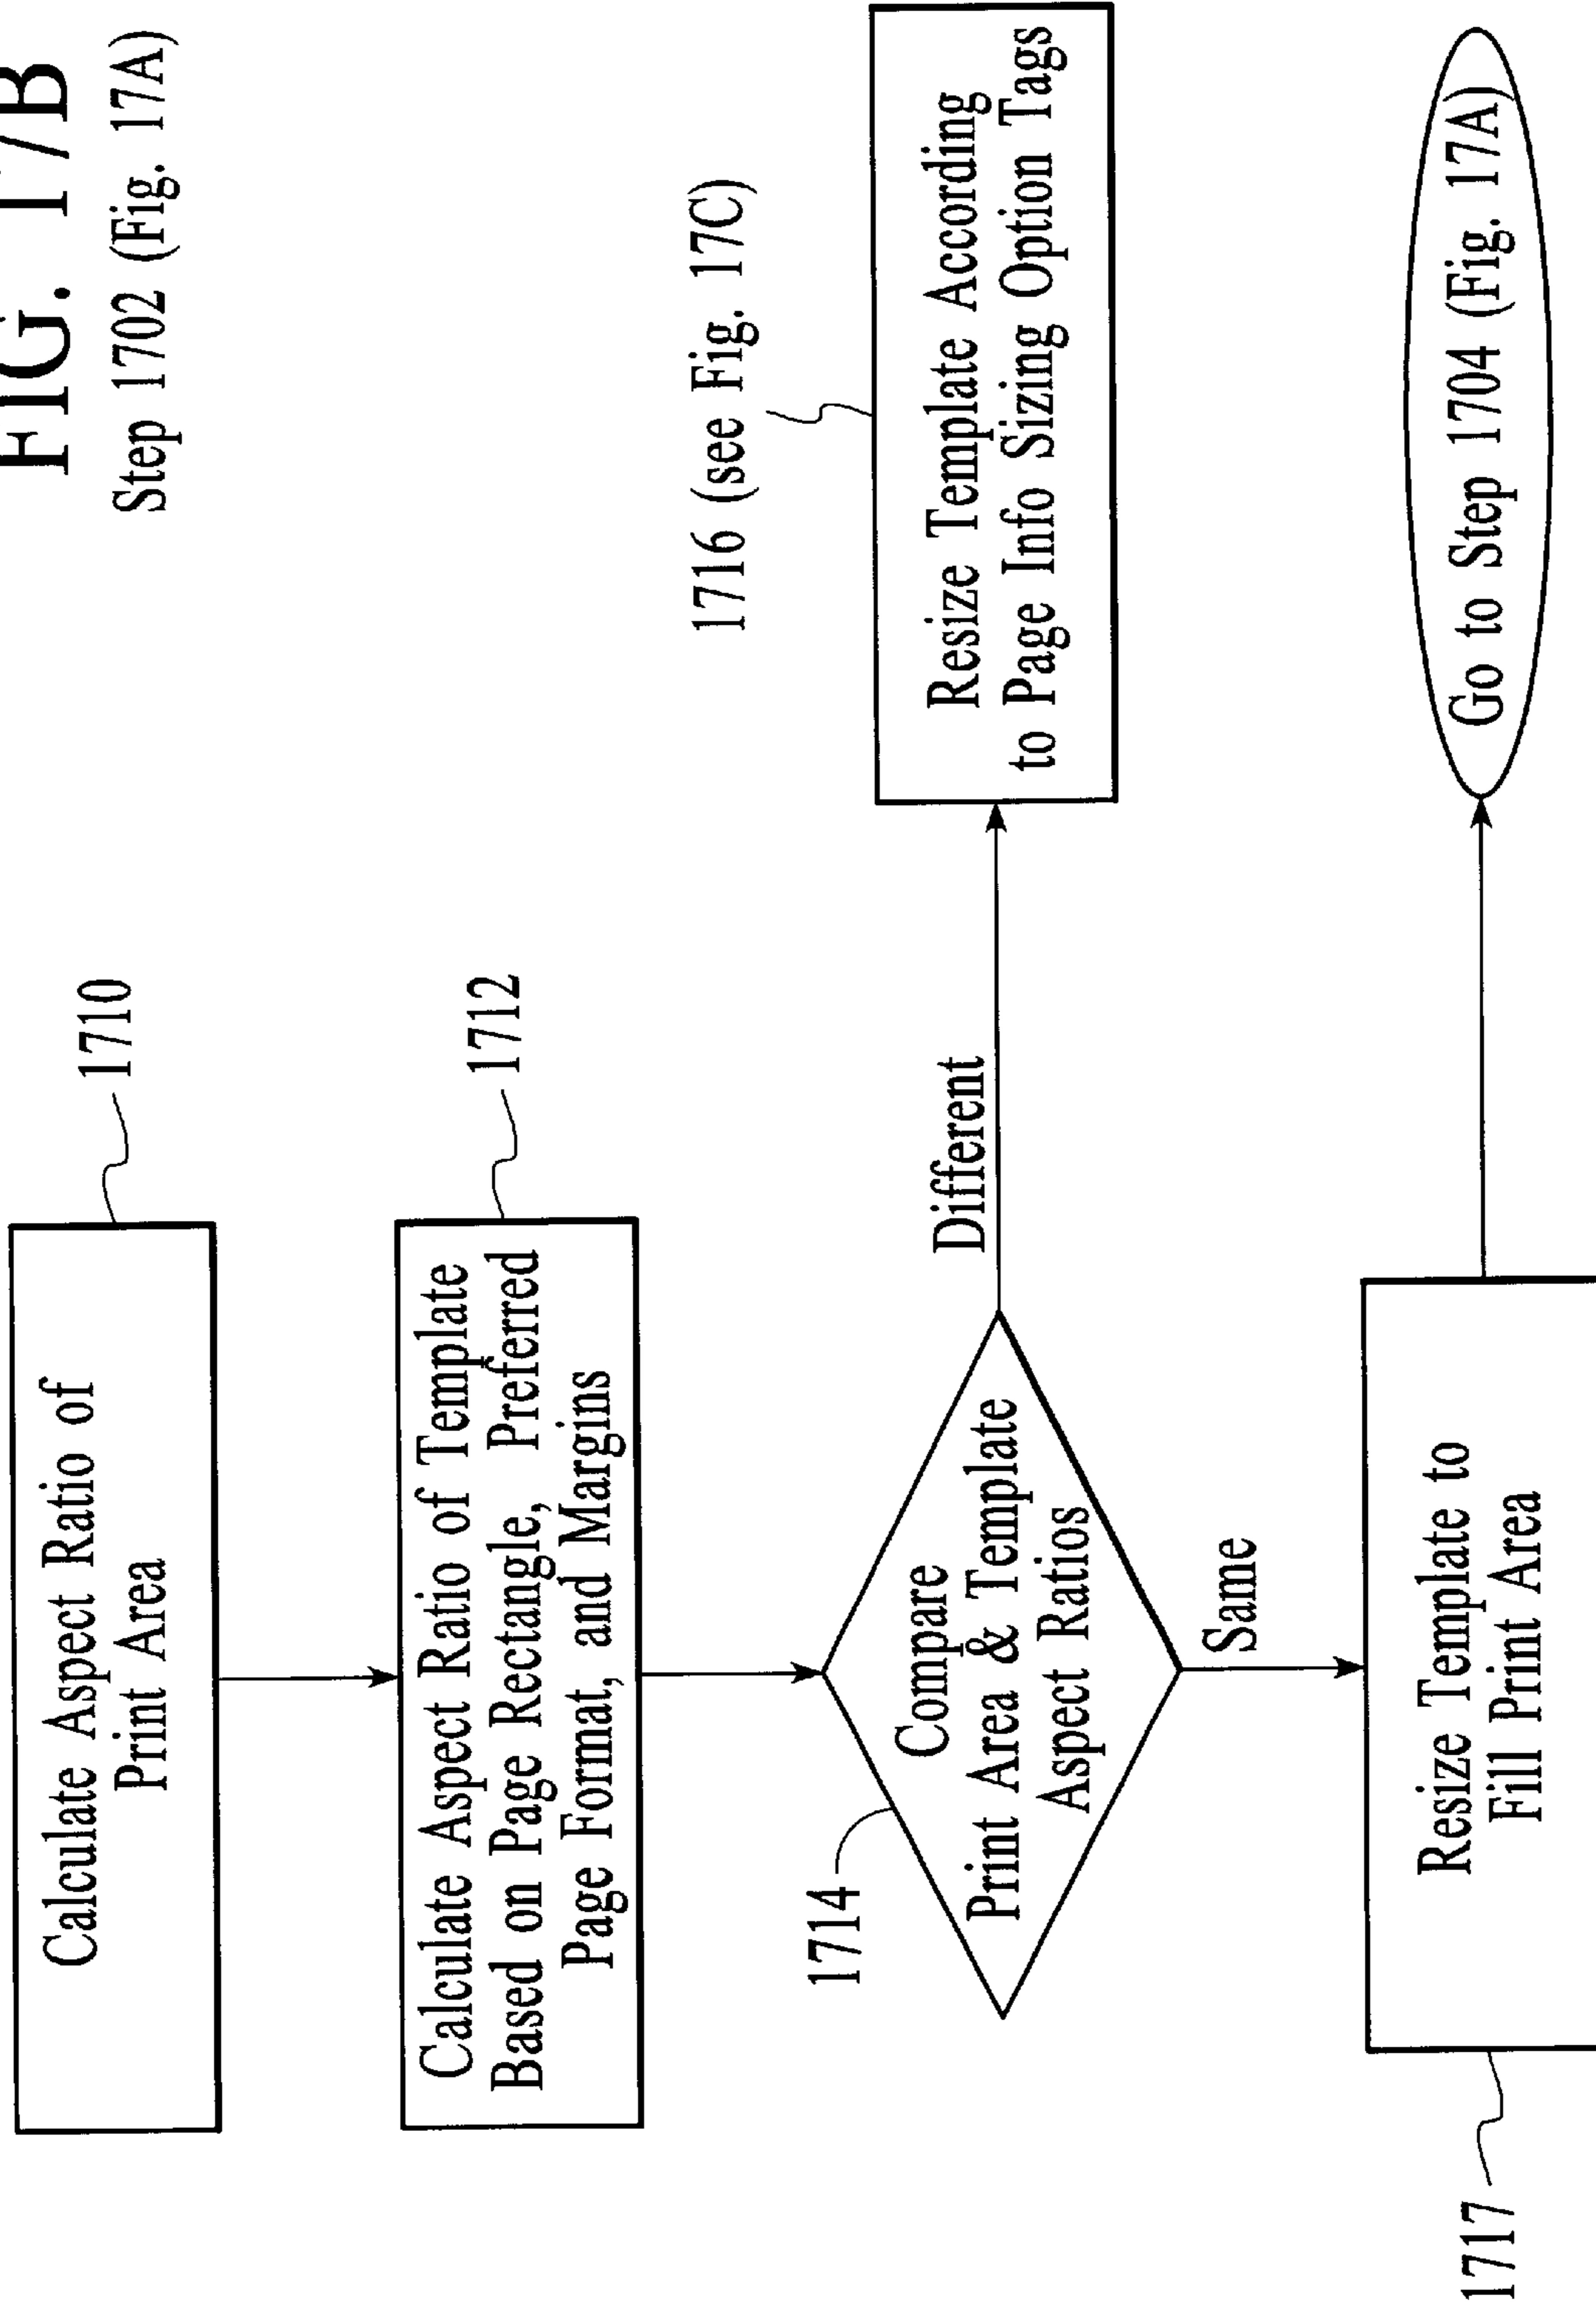 FIG. 17B
Step 1702 (Fig. 17A)
Calculate Aspect Ratio of
Print Area
1710
Calculate Aspect Ratio of Template
Based on Page Rectangle, Preferred
Page Format, and Margins
1712
1714
Compare
Print Area & Template
Aspect Ratios
Different
1716 (see Fig. 17C)
Resize Template According
to Page Info Sizing Option Tags
Same
Resize Template to
Fill Print Area
1717
Go to Step 1704 (Fig. 17A)